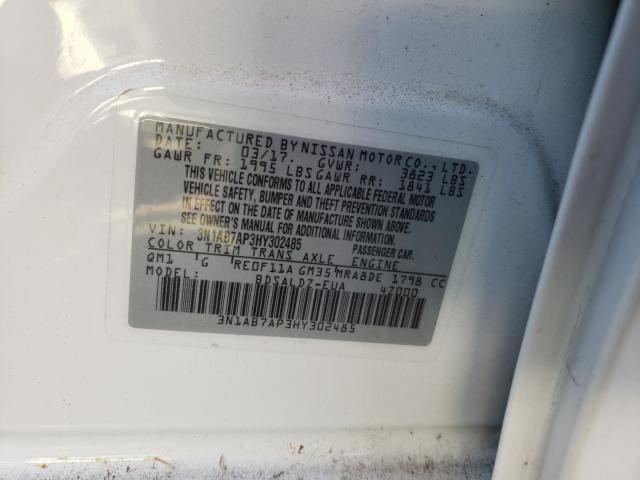 MANUFACTURED BY NISSAN MOTOR CO., LTD.
DATE: 03/17. GVWR: 3823 LBS
GAWR FR: 1995 LBS GAWR RR: 1841 LBS
THIS VEHICLE CONFORMS TO ALL APPLICABLE FEDERAL MOTOR
VEHICLE SAFETY, BUMPER, AND THEFT PREVENTION STANDARDS
IN EFFECT ON THE DATE OF MANUFACTURE SHOWN ABOVE.
SEE OWNER'S MANUAL FOR ADDITIONAL INFORMATION.
VIN: 3N1AB7AP3HY302485 PASSENGER CAR.
COLOR TRIM TRANS AXLE ENGINE
QM1 G RE0F11A GM35 MRA8DE 1798 CC
MODEL: BDSALD7-EUA 47000
3N1AB7AP3HY302485